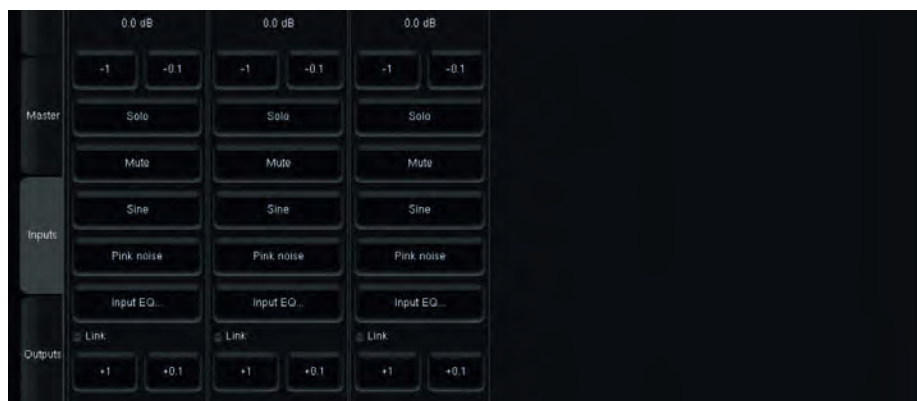 0.0 dB 0.0 dB 0.0 dB
-1 -0.1 -1 -0.1 -1 -0.1
Master Solo Solo Solo
Mute Mute Mute
Sine Sine Sine
Inputs
Pink noise Pink noise Pink noise
Input EQ... Input EQ... Input EQ...
Link Link Link
Outputs
+1 +0.1 +1 +0.1 +1 +0.1